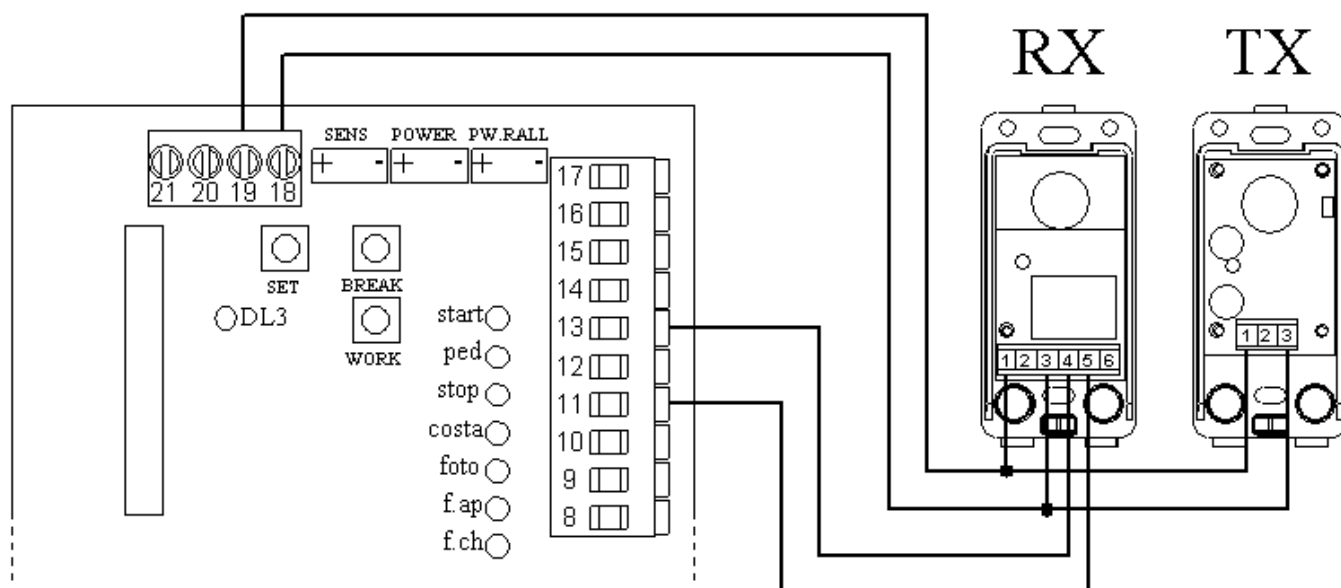 RX TX
SENS POWER PW.RALL
+ - + - + -
21 20 19 18
17
16
15
14
13
12
11
10
9
8
SET BREAK
DL3
WORK
start
ped
stop
costa
foto
f.ap
f.ch
1 2 3 4 5 6
1 2 3